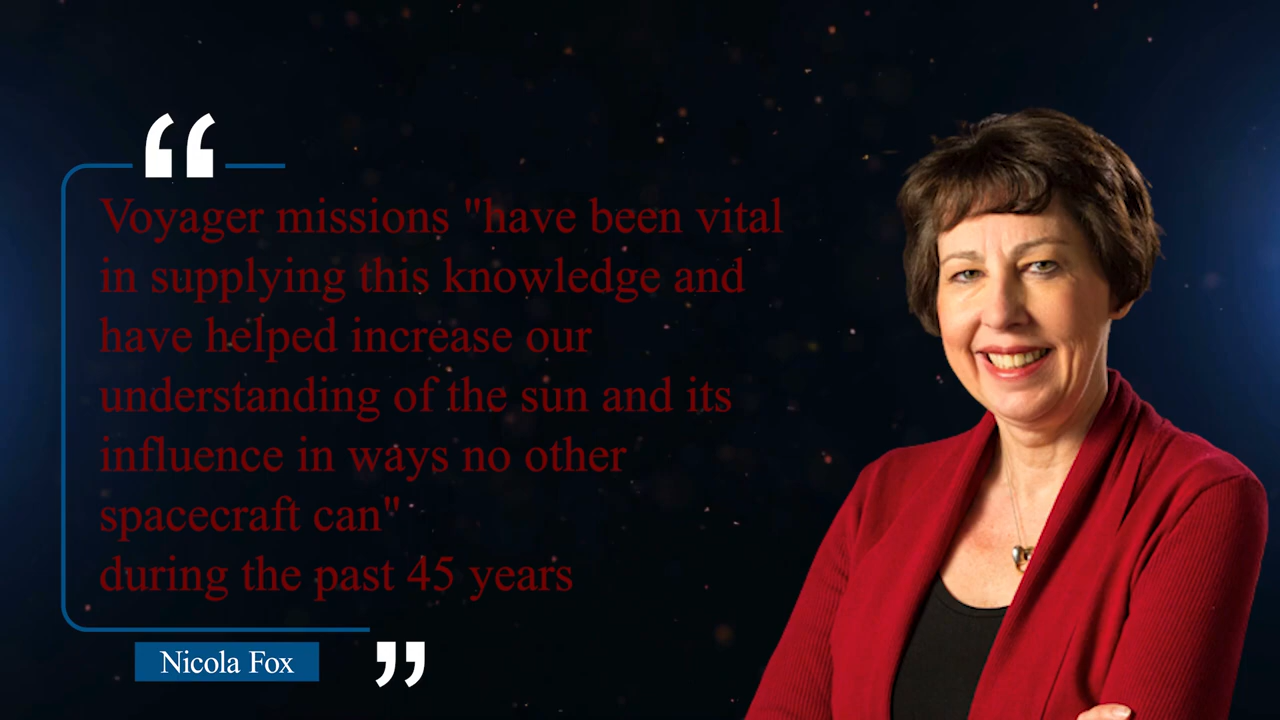 “
Voyager missions "have been vital
in supplying this knowledge and
have helped increase our
understanding of the sun and its
influence in ways no other
spacecraft can"
during the past 45 years
Nicola Fox
”